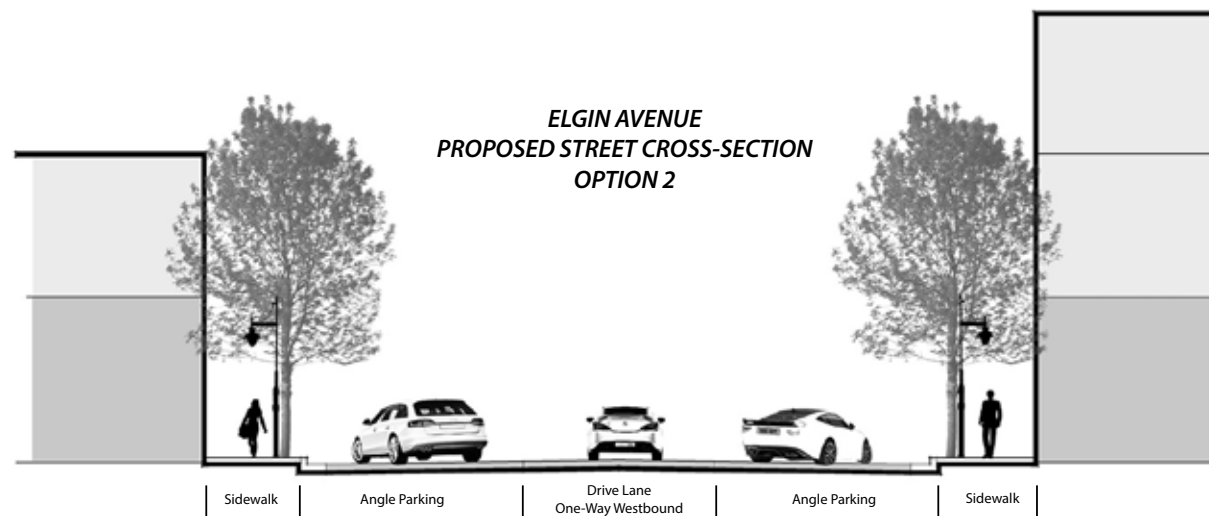 ELGIN AVENUE
PROPOSED STREET CROSS-SECTION
OPTION 2
Sidewalk
Angle Parking
Drive Lane
One-Way Westbound
Angle Parking
Sidewalk